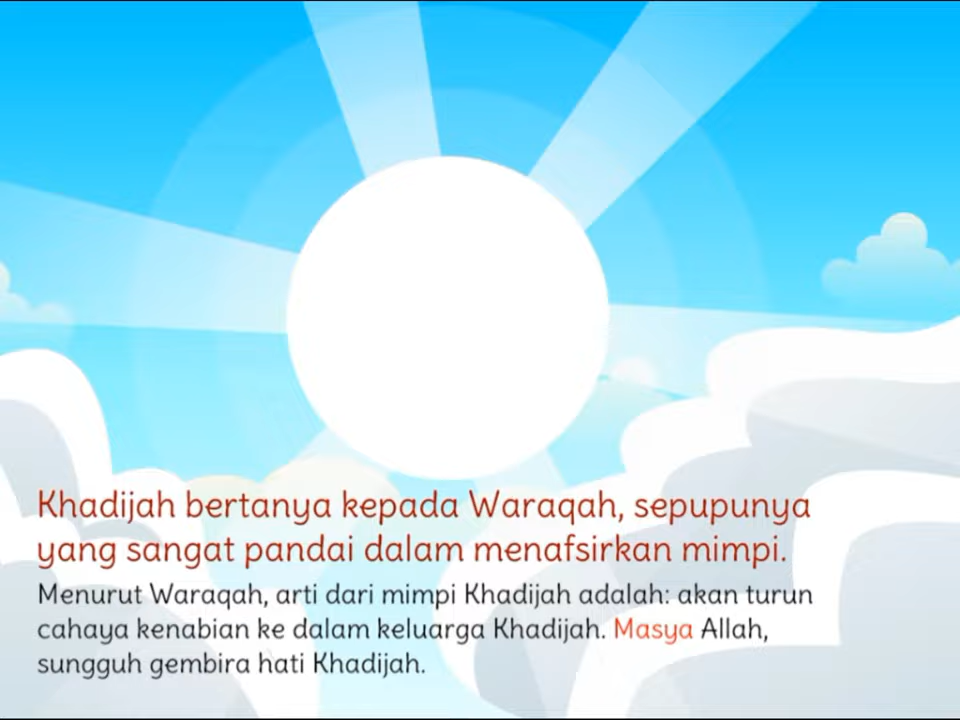 Khadijah bertanya kepada Waraqah, sepupunya
yang sangat pandai dalam menafsirkan mimpi.
Menurut Waraqah, arti dari mimpi Khadijah adalah: akan turun
cahaya kenabian ke dalam keluarga Khadijah. Masya Allah,
sungguh gembira hati Khadijah.